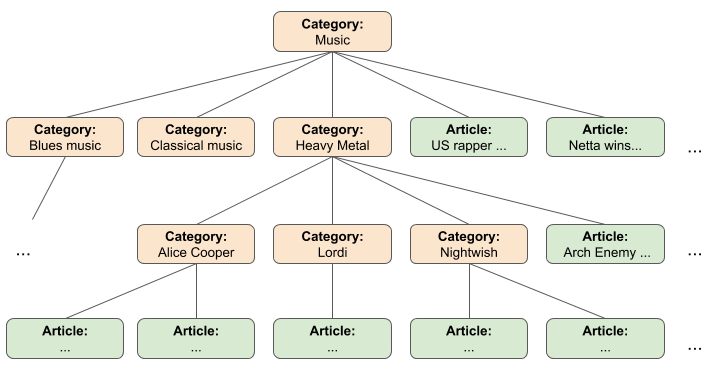 Category:
Music
Category:
Blues music
Category:
Classical music
Category:
Heavy Metal
Article:
US rapper ...
Article:
Netta wins...
...
...
Category:
Alice Cooper
Category:
Lordi
Category:
Nightwish
Article:
Arch Enemy ...
...
Article:
...
Article:
...
Article:
...
Article:
...
Article:
...
...